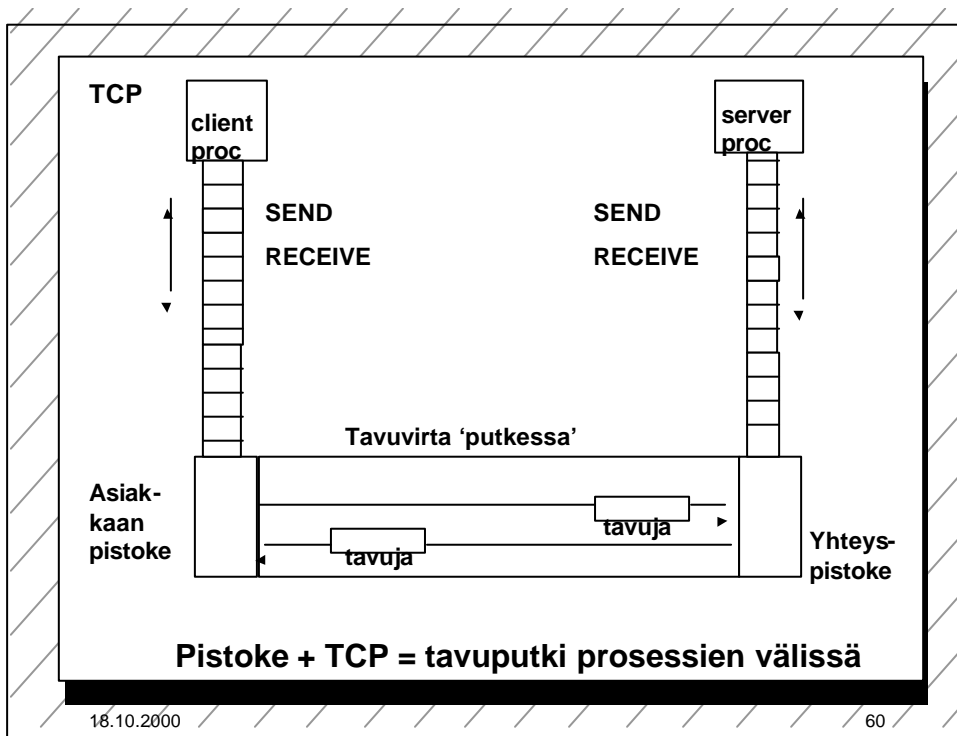 TCP
client
proc
server
proc
SEND
RECEIVE
SEND
RECEIVE
Tavuvirta ‘putkessa’
Asiak-
kaan
pistoke
tavuja
tavuja
Yhteys-
pistoke
Pistoke + TCP = tavuputki prosessien välissä
18.10.2000
60